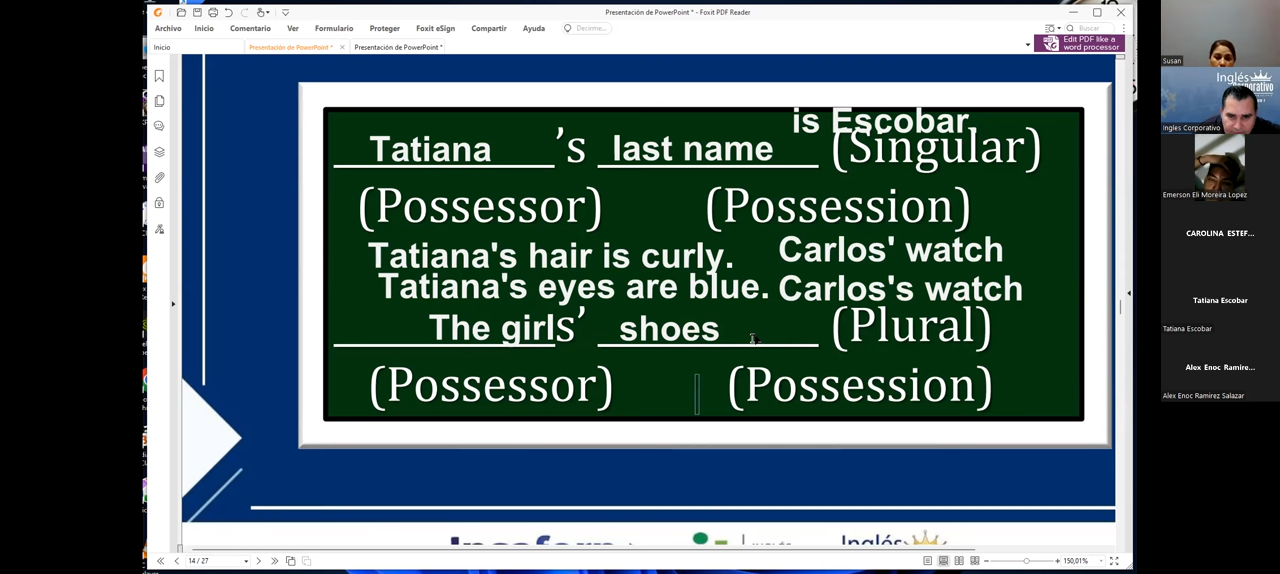 Presentación de PowerPoint * - Foxit PDF Reader
Archivo Inicio Comentario Ver Formulario Proteger Foxit eSign Compartir Ayuda Decirme... Buscar
Inicio Presentación de PowerPoint * Presentación de PowerPoint *
Edit PDF like a
word processor
is Escobar.
Tatiana 's last name (Singular)
(Possessor) (Possession)
Tatiana's hair is curly. Carlos' watch
Tatiana's eyes are blue. Carlos's watch
The girls' shoes (Plural)
(Possessor) (Possession)
Inglés
14 / 27
150,01%
Susan
Inglés
Corporativo
Ingles Corporativo
Emerson Eli Moreira Lopez
CAROLINA ESTEF...
Tatiana Escobar
Tatiana Escobar
Alex Enoc Ramíre...
Alex Enoc Ramirez Salazar